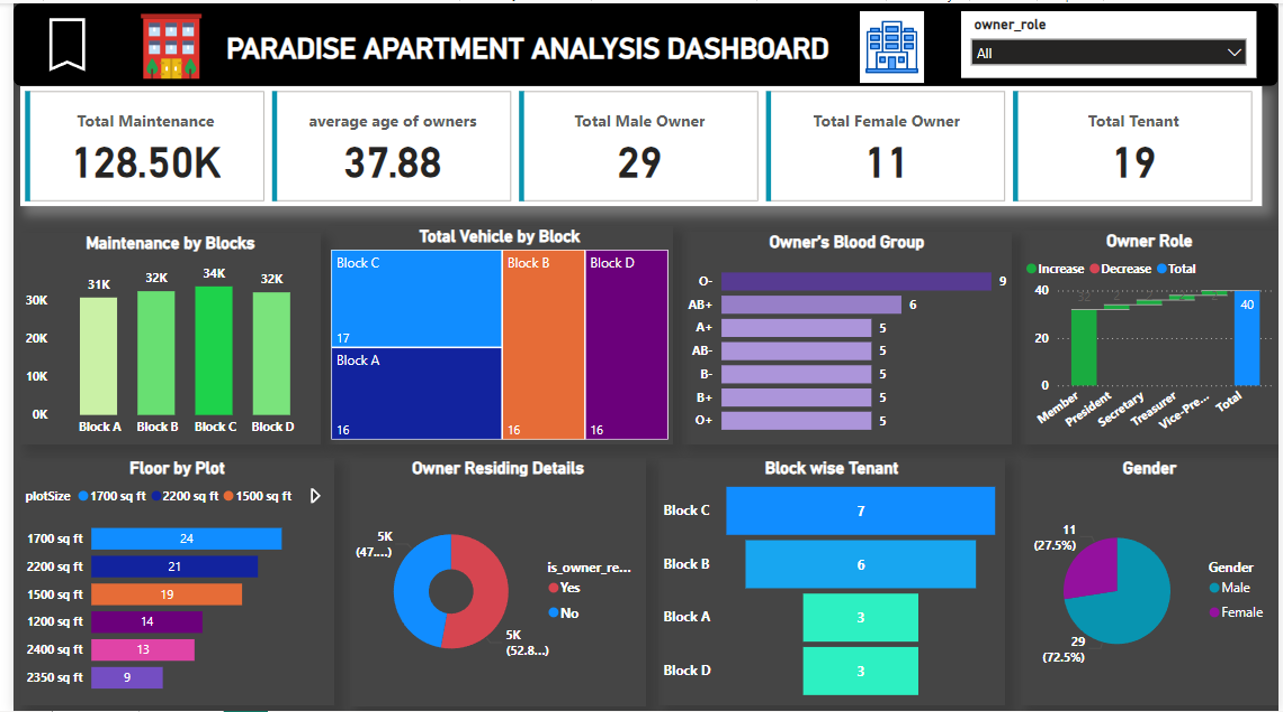 PARADISE APARTMENT ANALYSIS DASHBOARD
owner_role
All
Total Maintenance
128.50K
average age of owners
37.88
Total Male Owner
29
Total Female Owner
11
Total Tenant
19
Maintenance by Blocks
31K
32K
34K
32K
30K
20K
10K
0K
Block A
Block B
Block C
Block D
Total Vehicle by Block
Block C
17
Block A
16
Block B
16
Block D
16
Owner's Blood Group
O- 9
AB+ 6
A+ 5
AB- 5
B- 5
B+ 5
O+ 5
Owner Role
Increase Decrease Total
40
20
0
32
2
2
2
40
Member
President
Secretary
Treasurer
Vice-Pre...
Total
Floor by Plot
plotSize 1700 sq ft 2200 sq ft 1500 sq ft
1700 sq ft 24
2200 sq ft 21
1500 sq ft 19
1200 sq ft 14
2400 sq ft 13
2350 sq ft 9
Owner Residing Details
5K
(47....)
5K
(52.8...)
is_owner_re...
Yes
No
Block wise Tenant
Block C 7
Block B 6
Block A 3
Block D 3
Gender
11
(27.5%)
29
(72.5%)
Gender
Male
Female